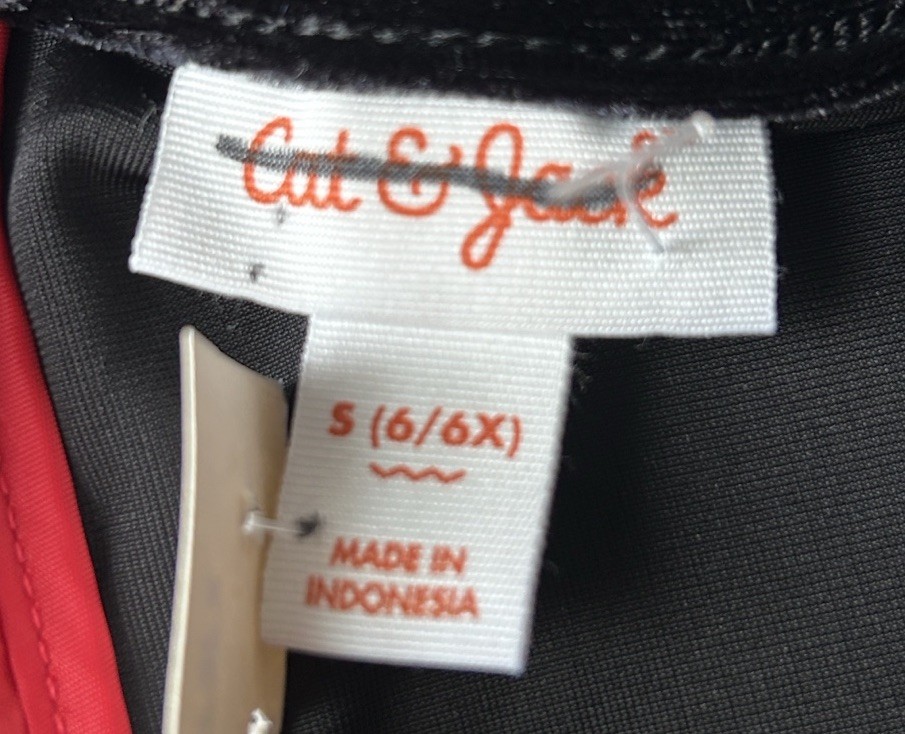 Cat & Jack
S (6/6X)
MADE IN
INDONESIA